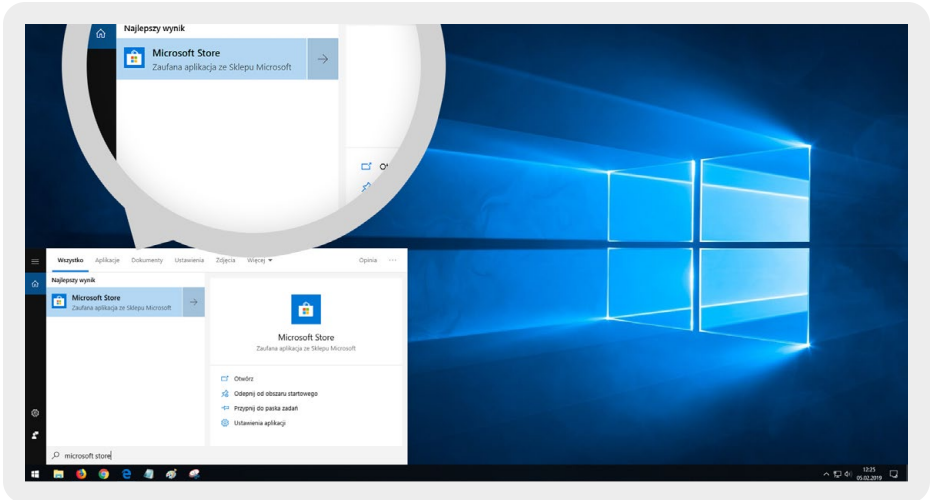 Najlepszy wynik
Microsoft Store
Zaufana aplikacja ze Sklepu Microsoft
Wszystko Aplikacje Dokumenty Ustawienia Zdjęcia Więcej Opinia
Najlepszy wynik
Microsoft Store
Zaufana aplikacja ze Sklepu Microsoft
Microsoft Store
Zaufana aplikacja ze Sklepu Microsoft
Otwórz
Odepnij od obszaru startowego
Przypnij do paska zadań
Ustawienia aplikacji
microsoft store
12:25
05.02.2019